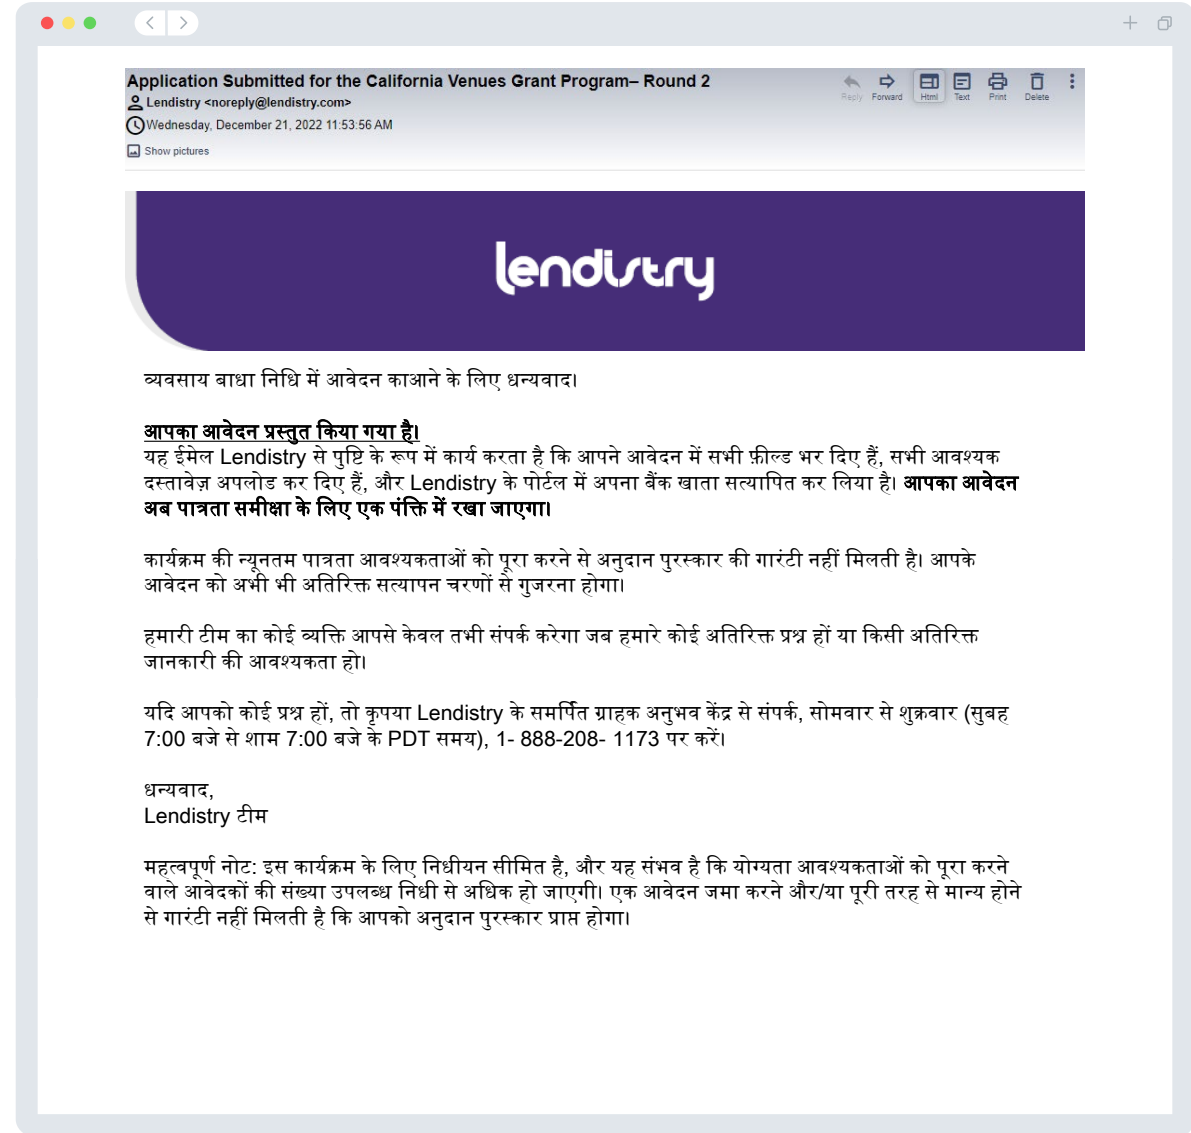 Application Submitted for the California Venues Grant Program– Round 2
Lendistry <noreply@lendistry.com>
Wednesday, December 21, 2022 11:53:56 AM
Show pictures
Reply Forward Html Text Print Delete
lendistry
व्यवसाय बाधा निधि में आवेदन काआने के लिए धन्यवाद।
आपका आवेदन प्रस्तुत किया गया है।
यह ईमेल Lendistry से पुष्टि के रूप में कार्य करता है कि आपने आवेदन में सभी फ़ील्ड भर दिए हैं, सभी आवश्यक
दस्तावेज़ अपलोड कर दिए हैं, और Lendistry के पोर्टल में अपना बैंक खाता सत्यापित कर लिया है। आपका आवेदन
अब पात्रता समीक्षा के लिए एक पंक्ति में रखा जाएगा।
कार्यक्रम की न्यूनतम पात्रता आवश्यकताओं को पूरा करने से अनुदान पुरस्कार की गारंटी नहीं मिलती है। आपके
आवेदन को अभी भी अतिरिक्त सत्यापन चरणों से गुजरना होगा।
हमारी टीम का कोई व्यक्ति आपसे केवल तभी संपर्क करेगा जब हमारे कोई अतिरिक्त प्रश्न हों या किसी अतिरिक्त
जानकारी की आवश्यकता हो।
यदि आपको कोई प्रश्न हों, तो कृपया Lendistry के समर्पित ग्राहक अनुभव केंद्र से संपर्क, सोमवार से शुक्रवार (सुबह
7:00 बजे से शाम 7:00 बजे के PDT समय), 1- 888-208- 1173 पर करें।
धन्यवाद,
Lendistry टीम
महत्वपूर्ण नोट: इस कार्यक्रम के लिए निधीयन सीमित है, और यह संभव है कि योग्यता आवश्यकताओं को पूरा करने
वाले आवेदकों की संख्या उपलब्ध निधी से अधिक हो जाएगी। एक आवेदन जमा करने और/या पूरी तरह से मान्य होने
से गारंटी नहीं मिलती है कि आपको अनुदान पुरस्कार प्राप्त होगा।